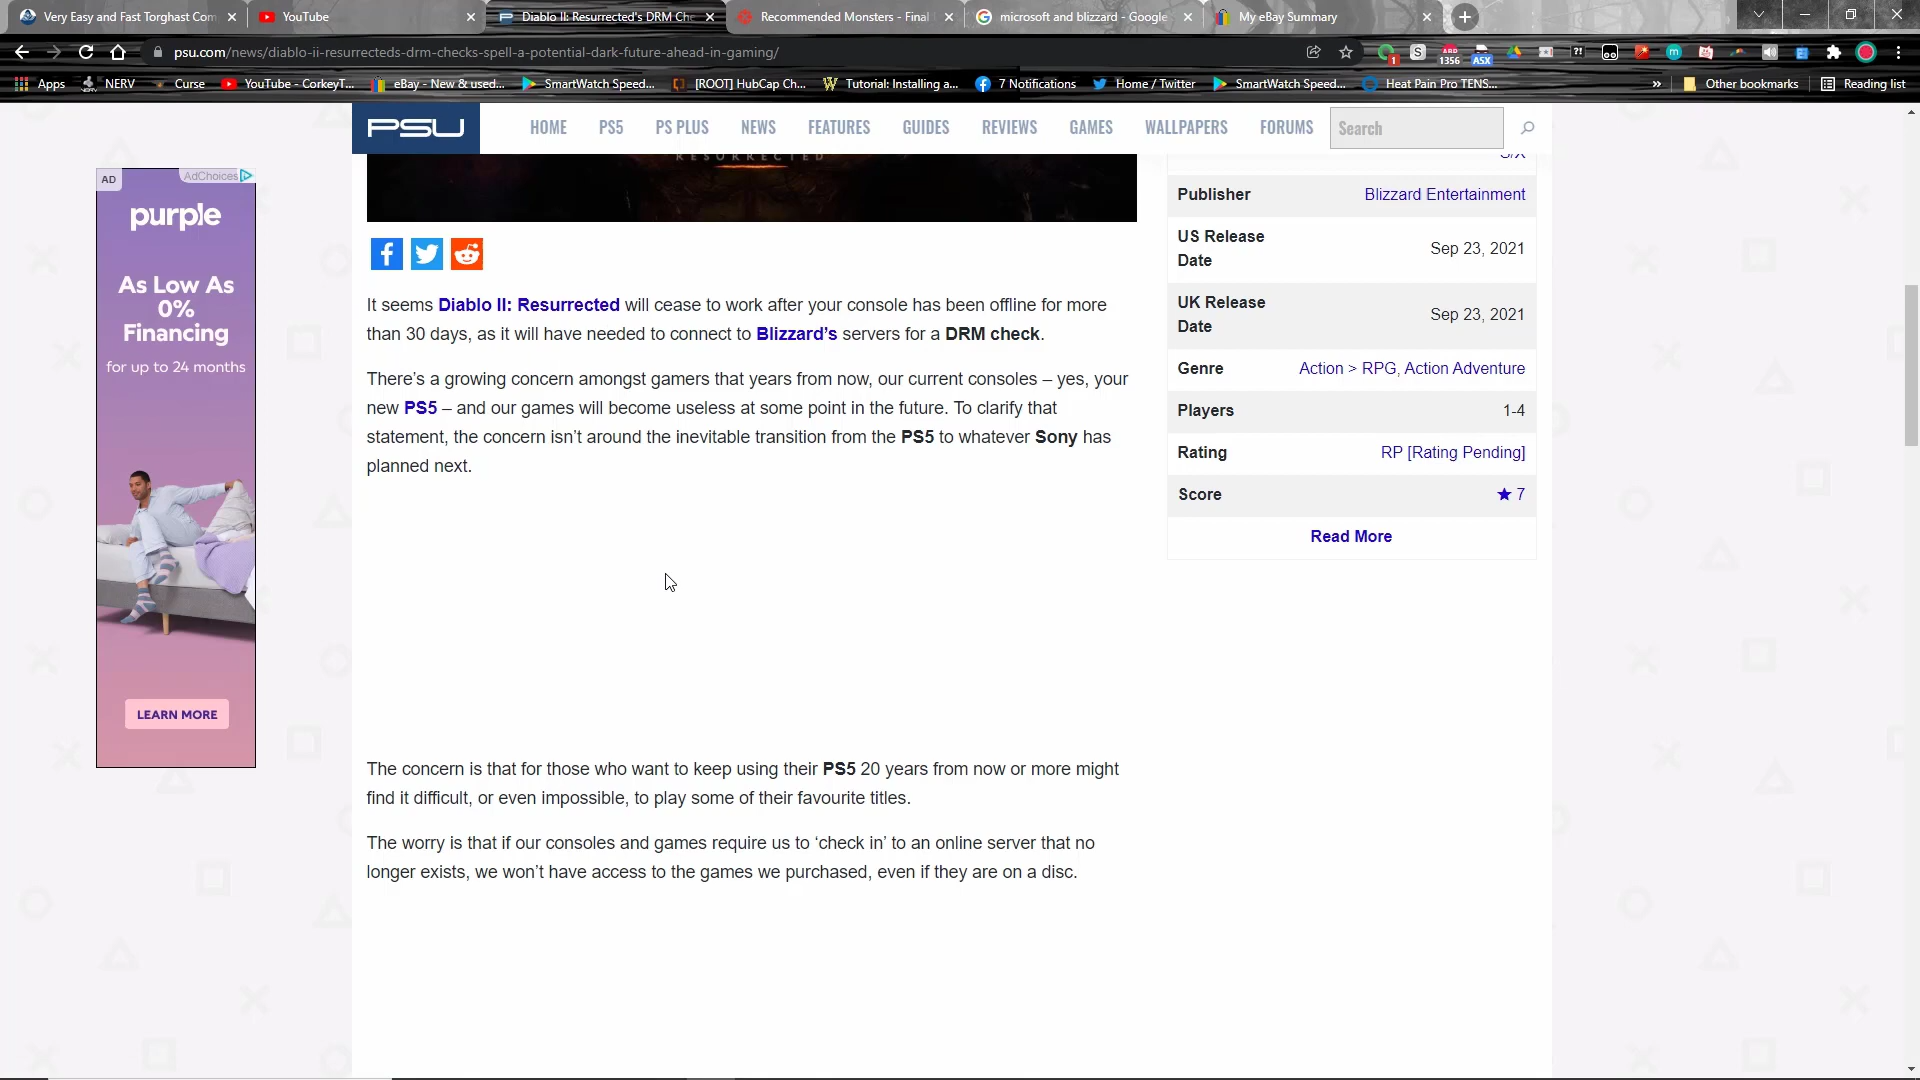 Very Easy and Fast Torghast Com
YouTube
Diablo II: Resurrected's DRM Che
Recommended Monsters - Final
microsoft and blizzard - Google
My eBay Summary
psu.com/news/diablo-ii-resurrecteds-drm-checks-spell-a-potential-dark-future-ahead-in-gaming/
1
S
ABP
1356
ASX
?!
m
Apps
NERV
Curse
YouTube - CorkeyT...
eBay - New & used...
SmartWatch Speed...
[ROOT] HubCap Ch...
Tutorial: Installing a...
7 Notifications
Home / Twitter
SmartWatch Speed...
Heat Pain Pro TENS...
»
Other bookmarks
Reading list
PSU
HOME
PS5
PS PLUS
NEWS
FEATURES
GUIDES
REVIEWS
GAMES
WALLPAPERS
FORUMS
Search
RESURRECTED
It seems Diablo II: Resurrected will cease to work after your console has been offline for more
than 30 days, as it will have needed to connect to Blizzard’s servers for a DRM check.
There’s a growing concern amongst gamers that years from now, our current consoles – yes, your
new PS5 – and our games will become useless at some point in the future. To clarify that
statement, the concern isn’t around the inevitable transition from the PS5 to whatever Sony has
planned next.
The concern is that for those who want to keep using their PS5 20 years from now or more might
find it difficult, or even impossible, to play some of their favourite titles.
The worry is that if our consoles and games require us to ‘check in’ to an online server that no
longer exists, we won’t have access to the games we purchased, even if they are on a disc.
S/X
Publisher
Blizzard Entertainment
US Release
Date
Sep 23, 2021
UK Release
Date
Sep 23, 2021
Genre
Action > RPG, Action Adventure
Players
1-4
Rating
RP [Rating Pending]
Score
★ 7
Read More
AD
AdChoices
purple
As Low As
0%
Financing
for up to 24 months
LEARN MORE